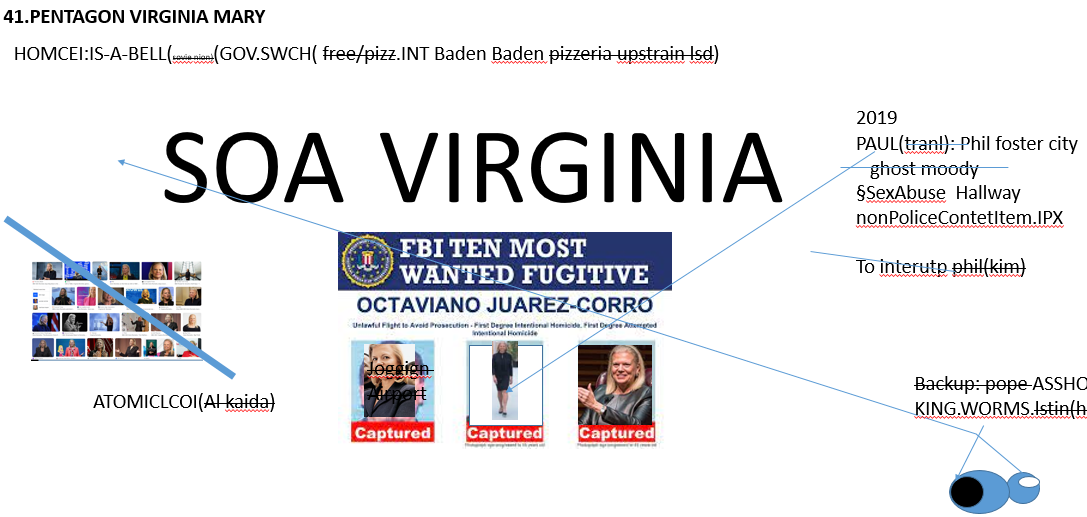 41.PENTAGON VIRGINIA MARY
HOMCEI:IS-A-BELL(sovie nion)(GOV.SWCH( free/pizz.INT Baden Baden pizzeria upstrain lsd)
SOA VIRGINIA
2019
PAUL(tranl): Phil foster city
ghost moody
§SexAbuse Hallway
nonPoliceContetItem.IPX
To interutp phil(kim)
FBI TEN MOST
WANTED FUGITIVE
OCTAVIANO JUAREZ-CORRO
Unlawful Flight to Avoid Prosecution - First Degree Intentional Homicide, First Degree Attempted
Intentional Homicide
Joggign
Airport
Captured
Captured
Captured
ATOMICLCOI(Al kaida)
Backup: pope ASSHO
KING.WORMS.lstin(h